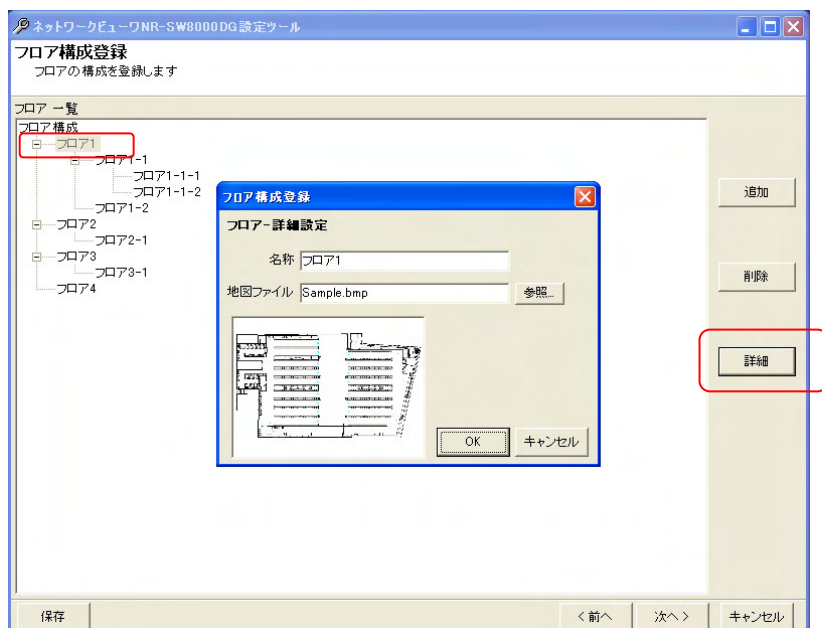 ネットワークビューワNR-SW8000DG設定ツール
フロア構成登録
フロアの構成を登録します
フロア 一覧
フロア構成
フロア1
フロア1-1
フロア1-1-1
フロア1-1-2
フロア1-2
フロア2
フロア2-1
フロア3
フロア3-1
フロア4
フロア構成登録
フロアー詳細設定
名称 フロア1
地図ファイル Sample.bmp 参照...
OK キャンセル
追加
削除
詳細
保存 <前へ 次へ> キャンセル